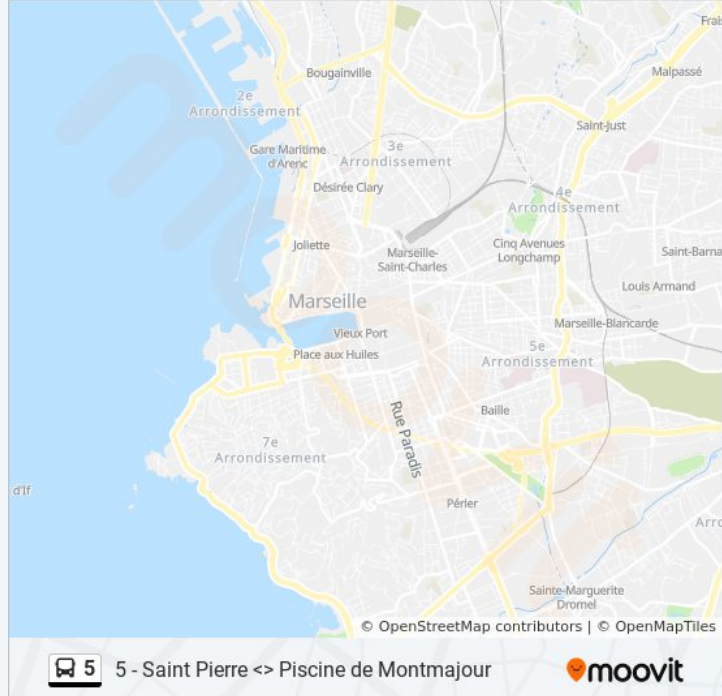 Frais
Malpassé
Bougainville
2e
Arrondissement
Saint-Just
Gare Maritime
d'Arenc
3e
Arrondissement
Désirée Clary
4e
Arrondissement
Joliette
Marseille-
Saint-Charles
Cinq Avenues
Longchamp
Saint-Barna
Louis Armand
Marseille
Marseille-Blancarde
Vieux Port
Place aux Huiles
5e
Arrondissement
Baille
Rue Paradis
7e
Arrondissement
d'If
Périer
Arro
Sainte-Marguerite
Dromel
© OpenStreetMap contributors | © OpenMapTiles
5 5 - Saint Pierre <> Piscine de Montmajour moovit